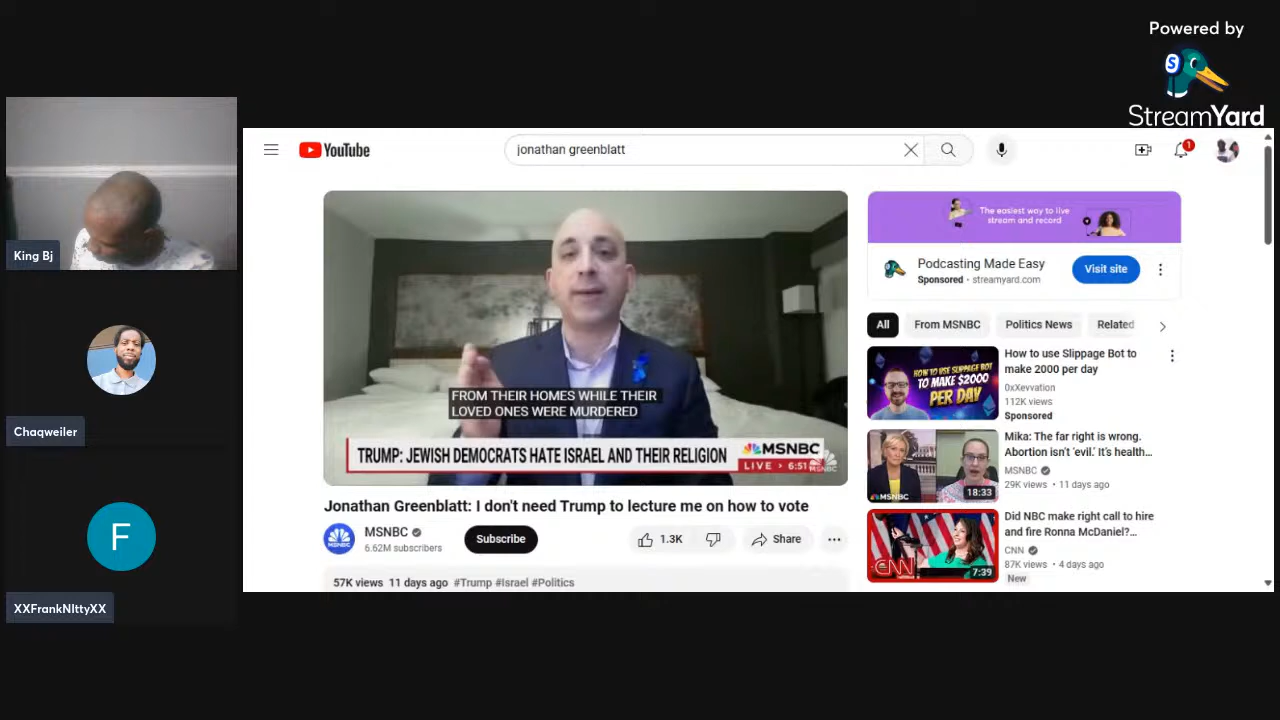 Powered by
S
StreamYard
King Bj
Chaqweiler
F
XXFrankNIttyXX
YouTube
jonathan greenblatt
1
FROM THEIR HOMES WHILE THEIR
LOVED ONES WERE MURDERED
TRUMP: JEWISH DEMOCRATS HATE ISRAEL AND THEIR RELIGION
MSNBC
LIVE > 6:51
MSNBC
Jonathan Greenblatt: I don't need Trump to lecture me on how to vote
MSNBC
6.62M subscribers
Subscribe
1.3K
Share
57K views 11 days ago #Trump #Israel #Politics
The easiest way to live
stream and record
Podcasting Made Easy
Sponsored · streamyard.com
Visit site
All
From MSNBC
Politics News
Related
HOW TO USE SLIPPAGE BOT
TO MAKE $2000
PER DAY
How to use Slippage Bot to
make 2000 per day
0xXevvation
112K views
Sponsored
MSNBC
18:33
Mika: The far right is wrong.
Abortion isn't 'evil.' It's health...
MSNBC
29K views · 11 days ago
CNN
7:39
Did NBC make right call to hire
and fire Ronna McDaniel?...
CNN
87K views · 4 days ago
New